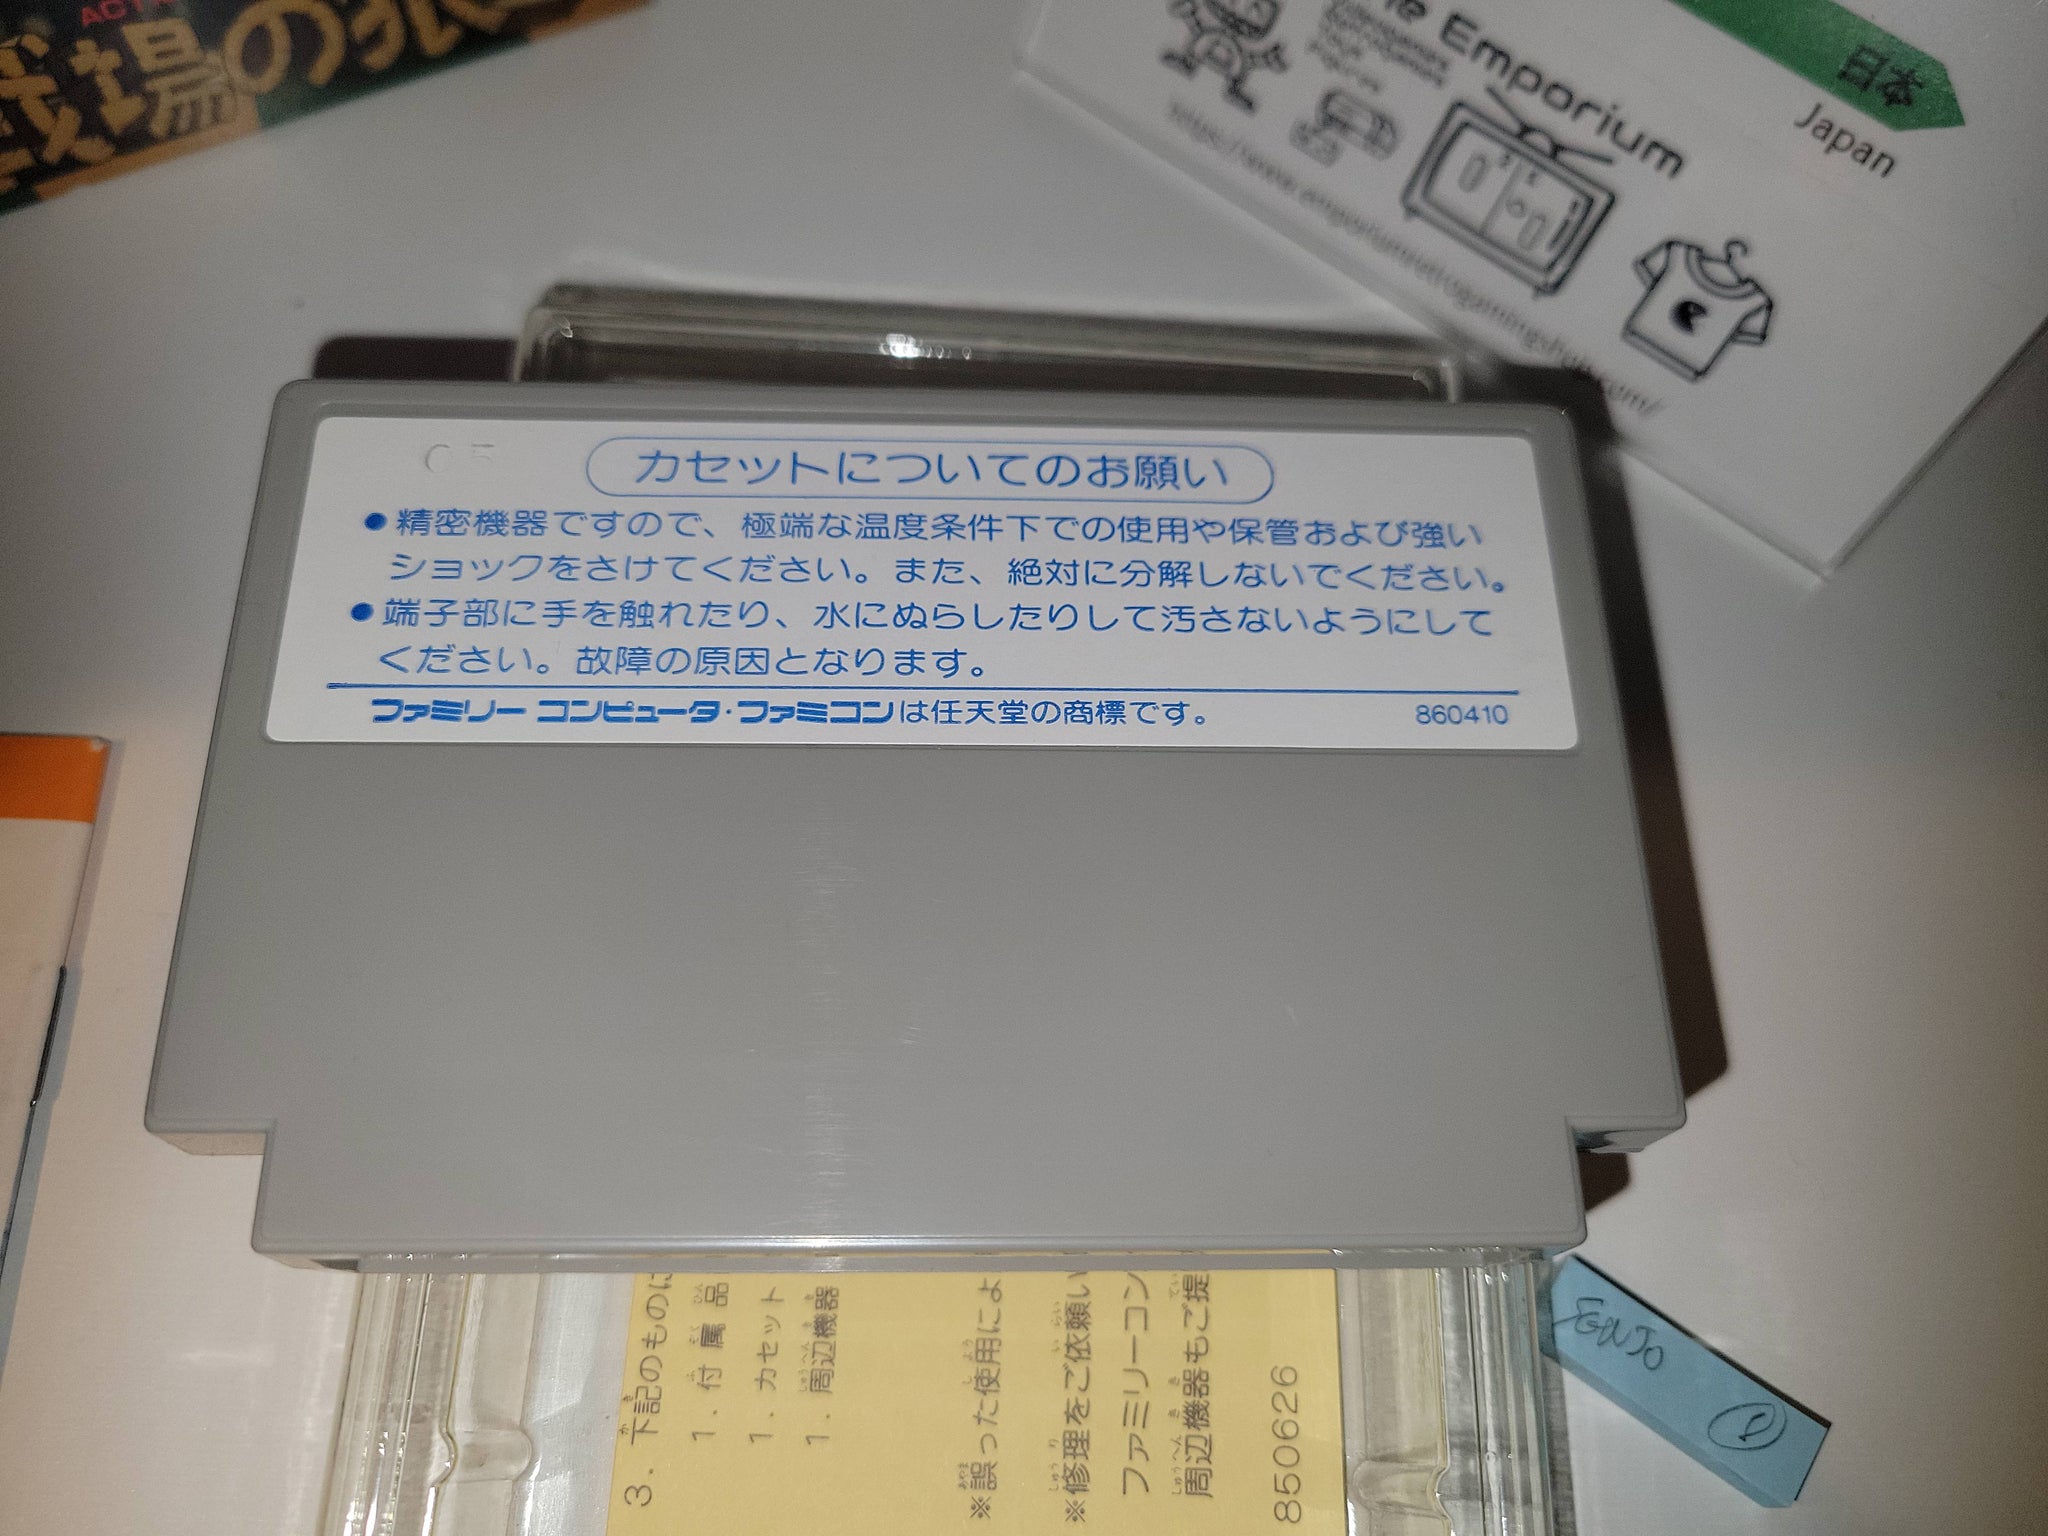 戦場の
Emporium
日本
Japan
カセットについてのお願い
●精密機器ですので、極端な温度条件下での使用や保管および強い
ショックをさけてください。また、絶対に分解しないでください。
●端子部に手を触れたり、水にぬらしたりして汚さないようにして
ください。故障の原因となります。
ファミリー コンピュータ・ファミコンは任天堂の商標です。
860410
3. 下記のものに
1. 付属品
1. カセット
1. 周辺機器
※誤った使用によ
※修理をご依頼い
ファミリーコン
周辺機器もご提
850626